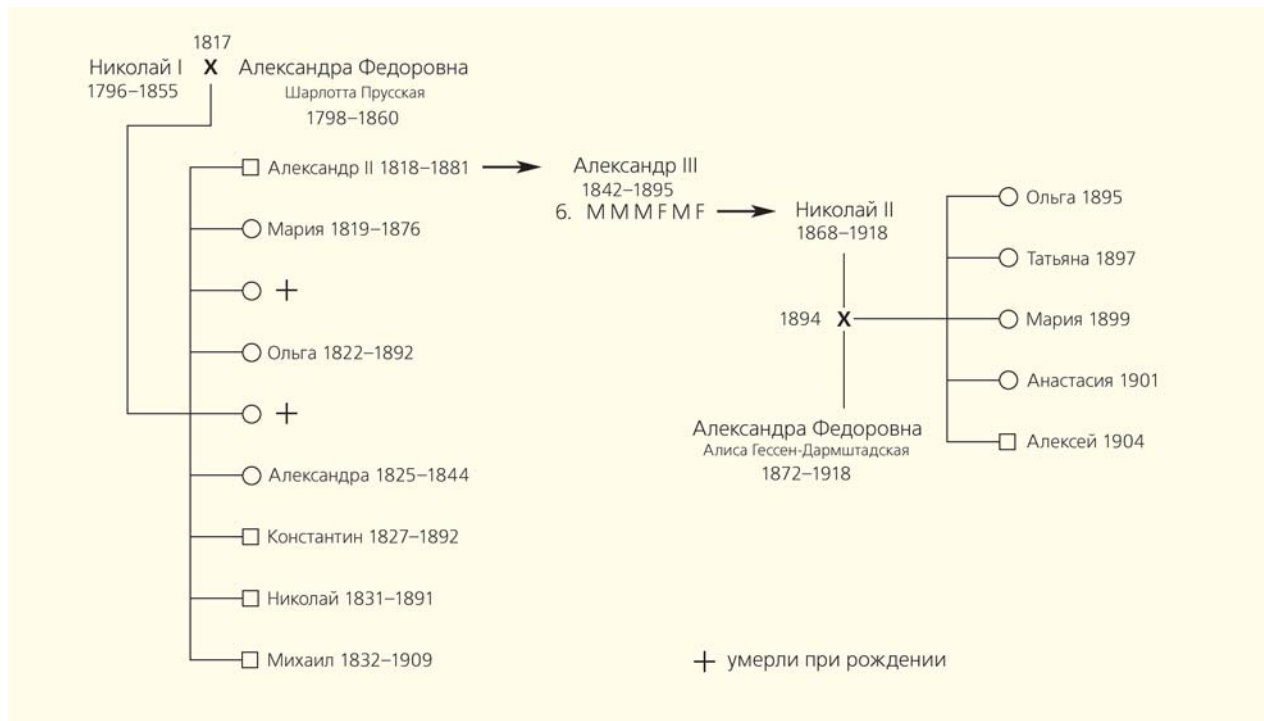 1817
Николай I X Александра Федоровна
1796–1855
Шарлотта Прусская
1798–1860
Александр II 1818–1881
Мария 1819–1876
+
Ольга 1822–1892
+
Александра 1825–1844
Константин 1827–1892
Николай 1831–1891
Михаил 1832–1909
Александр III
1842–1895
6. M M M F M F
Николай II
1868–1918
1894 X
Александра Федоровна
Алиса Гессен-Дармштадская
1872–1918
Ольга 1895
Татьяна 1897
Мария 1899
Анастасия 1901
Алексей 1904
+ умерли при рождении